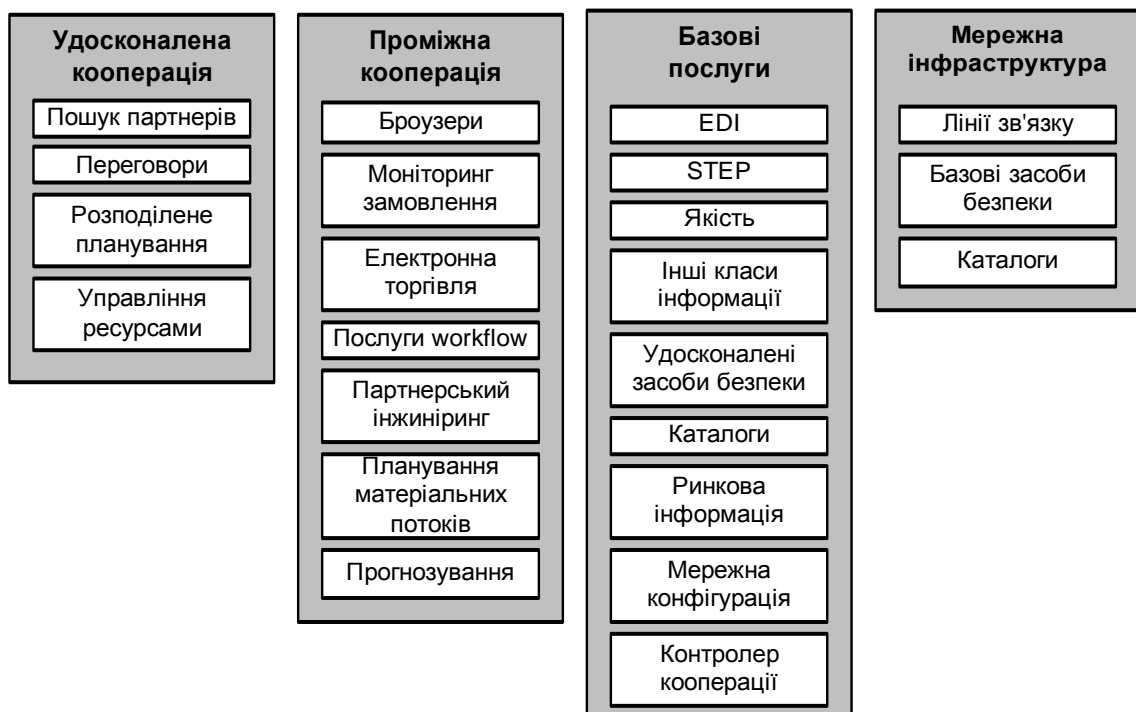 Удосконалена
кооперація
Пошук партнерів
Переговори
Розподілене
планування
Управління
ресурсами
Проміжна
кооперація
Броузери
Моніторинг
замовлення
Електронна
торгівля
Послуги workflow
Партнерський
інжиніринг
Планування
матеріальних
потоків
Прогнозування
Базові
послуги
EDI
STEP
Якість
Інші класи
інформації
Удосконалені
засоби безпеки
Каталоги
Ринкова
інформація
Мережна
конфігурація
Контролер
кооперації
Мережна
інфраструктура
Лінії зв'язку
Базові засоби
безпеки
Каталоги